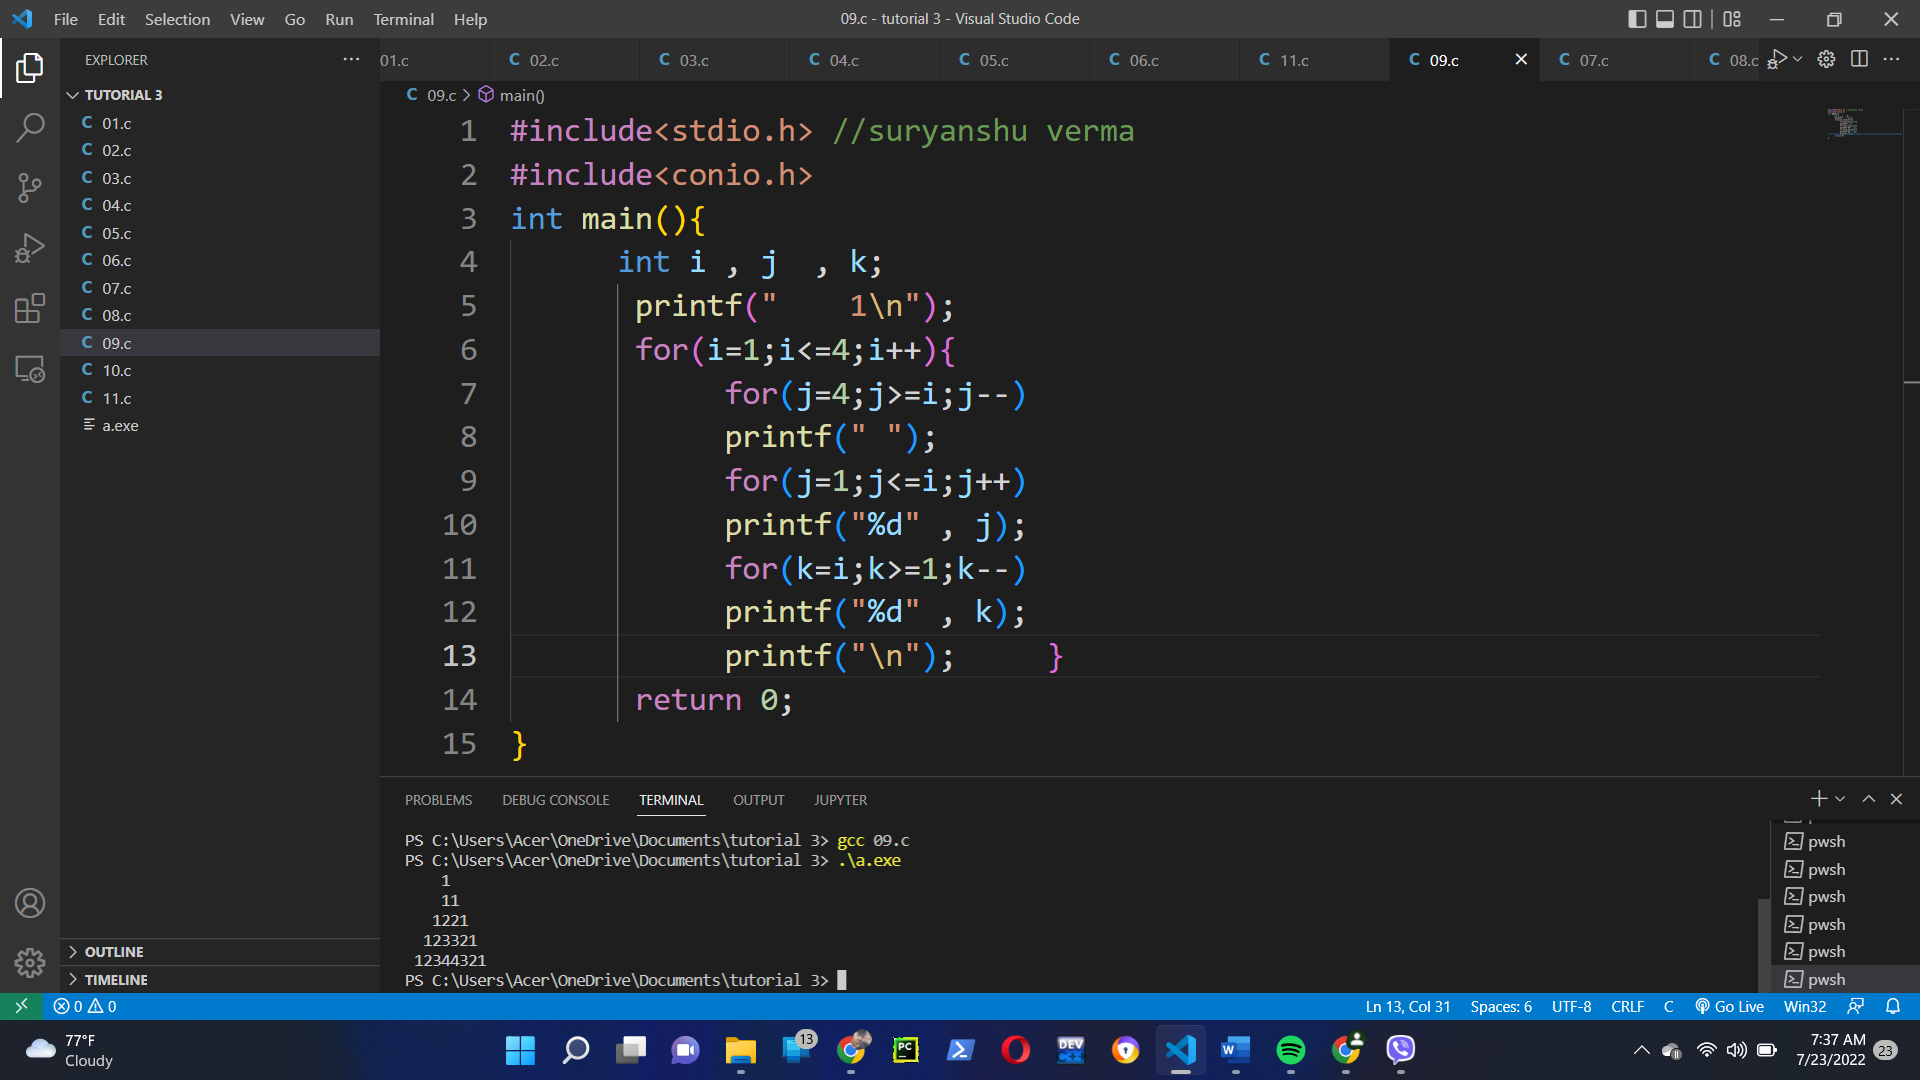 File Edit Selection View Go Run Terminal Help
09.c - tutorial 3 - Visual Studio Code
EXPLORER
TUTORIAL 3
C 01.c
C 02.c
C 03.c
C 04.c
C 05.c
C 06.c
C 07.c
C 08.c
C 09.c
C 10.c
C 11.c
a.exe
OUTLINE
TIMELINE
01.c C 02.c C 03.c C 04.c C 05.c C 06.c C 11.c C 09.c C 07.c C 08.c
C 09.c > main()
1 #include<stdio.h> //suryanshu verma
2 #include<conio.h>
3 int main(){
4 int i , j  , k;
5 printf("    1\n");
6 for(i=1;i<=4;i++){
7 for(j=4;j>=i;j--)
8 printf(" ");
9 for(j=1;j<=i;j++)
10 printf("%d" , j);
11 for(k=i;k>=1;k--)
12 printf("%d" , k);
13 printf("\n");     }
14 return 0;
15 }
PROBLEMS DEBUG CONSOLE TERMINAL OUTPUT JUPYTER
PS C:\Users\Acer\OneDrive\Documents\tutorial 3> gcc 09.c
PS C:\Users\Acer\OneDrive\Documents\tutorial 3> .\a.exe
    1
    11
   1221
  123321
 12344321
PS C:\Users\Acer\OneDrive\Documents\tutorial 3>
pwsh
pwsh
pwsh
pwsh
pwsh
pwsh
0 0
Ln 13, Col 31 Spaces: 6 UTF-8 CRLF C Go Live Win32
77°F
Cloudy
13
PC
DEV
C++
W
7:37 AM
7/23/2022
23